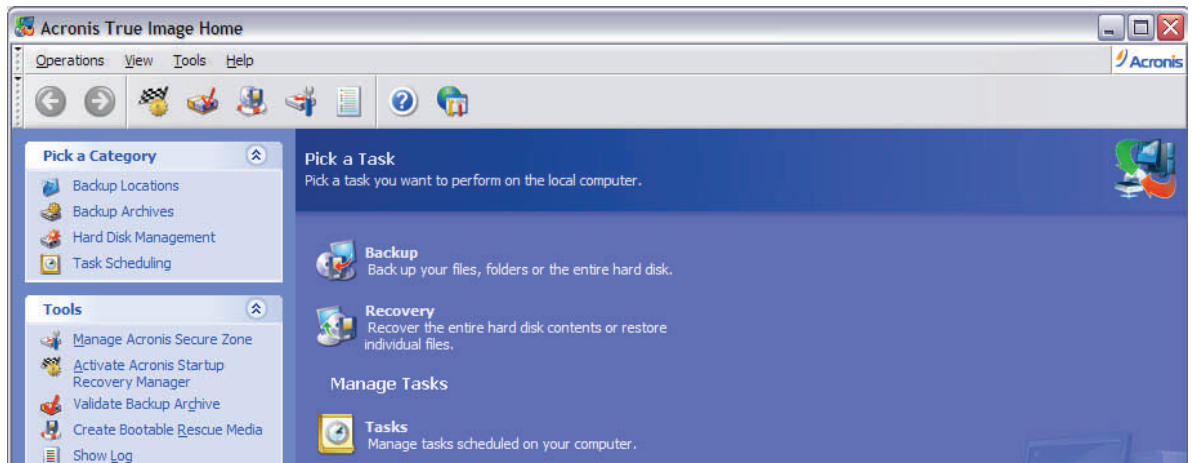 Acronis True Image Home
Operations View Tools Help
Acronis
Pick a Category
Backup Locations
Backup Archives
Hard Disk Management
Task Scheduling
Tools
Manage Acronis Secure Zone
Activate Acronis Startup
Recovery Manager
Validate Backup Archive
Create Bootable Rescue Media
Show Log
Pick a Task
Pick a task you want to perform on the local computer.
Backup
Back up your files, folders or the entire hard disk.
Recovery
Recover the entire hard disk contents or restore
individual files.
Manage Tasks
Tasks
Manage tasks scheduled on your computer.